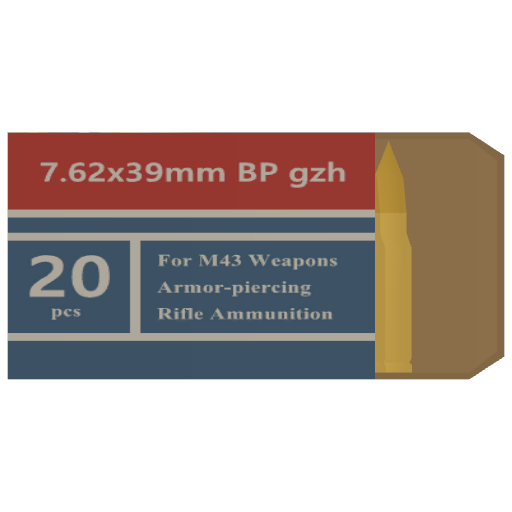 7.62x39mm BP gzh
20
pcs
For M43 Weapons
Armor-piercing
Rifle Ammunition